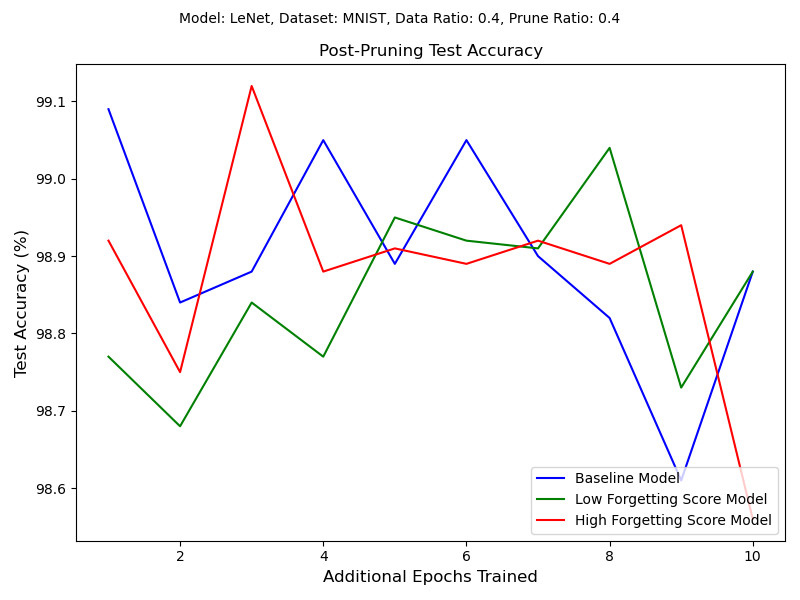 Model: LeNet, Dataset: MNIST, Data Ratio: 0.4, Prune Ratio: 0.4
Post-Pruning Test Accuracy
Test Accuracy (%)
99.1
99.0
98.9
98.8
98.7
98.6
Baseline Model
Low Forgetting Score Model
High Forgetting Score Model
2
4
6
8
10
Additional Epochs Trained